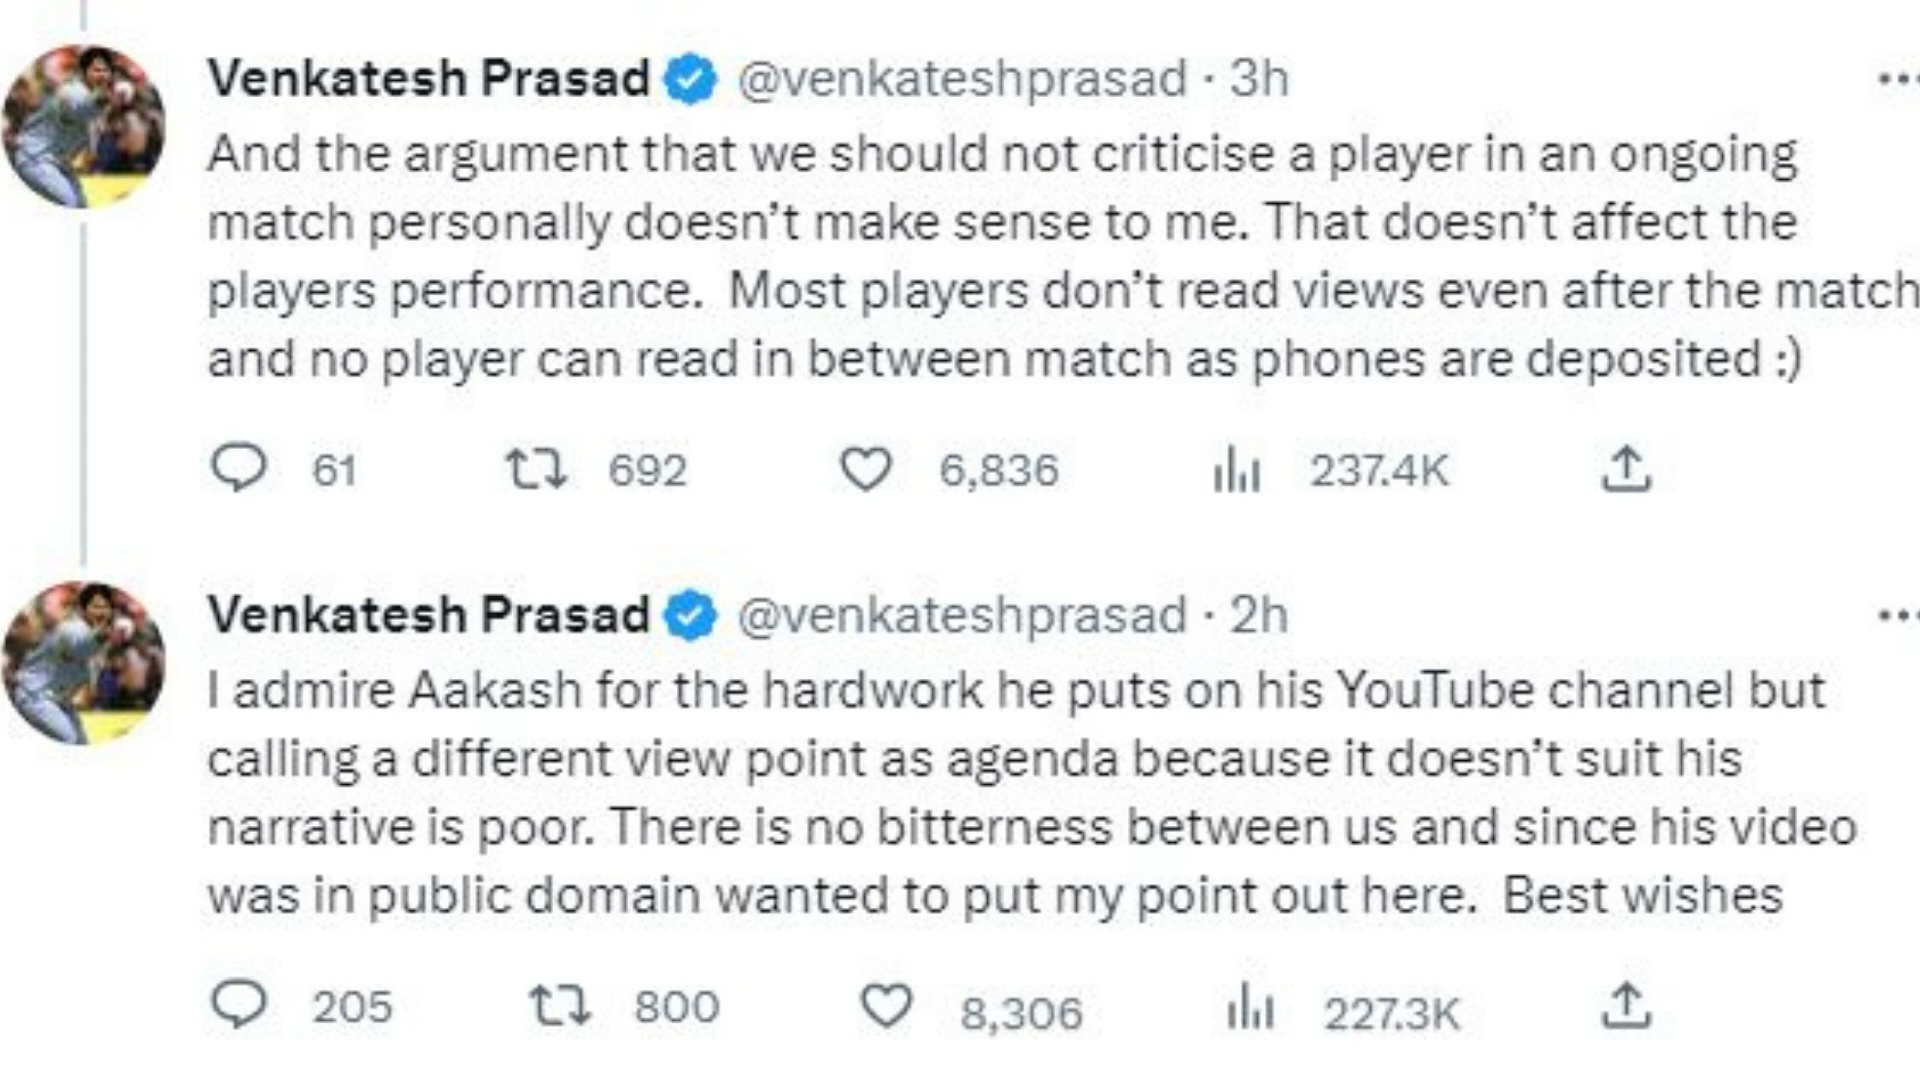 Venkatesh Prasad @venkateshprasad · 3h
And the argument that we should not criticise a player in an ongoing
match personally doesn’t make sense to me. That doesn’t affect the
players performance.  Most players don’t read views even after the match
and no player can read in between match as phones are deposited :)
61 692 6,836 237.4K
Venkatesh Prasad @venkateshprasad · 2h
I admire Aakash for the hardwork he puts on his YouTube channel but
calling a different view point as agenda because it doesn’t suit his
narrative is poor. There is no bitterness between us and since his video
was in public domain wanted to put my point out here.  Best wishes
205 800 8,306 227.3K